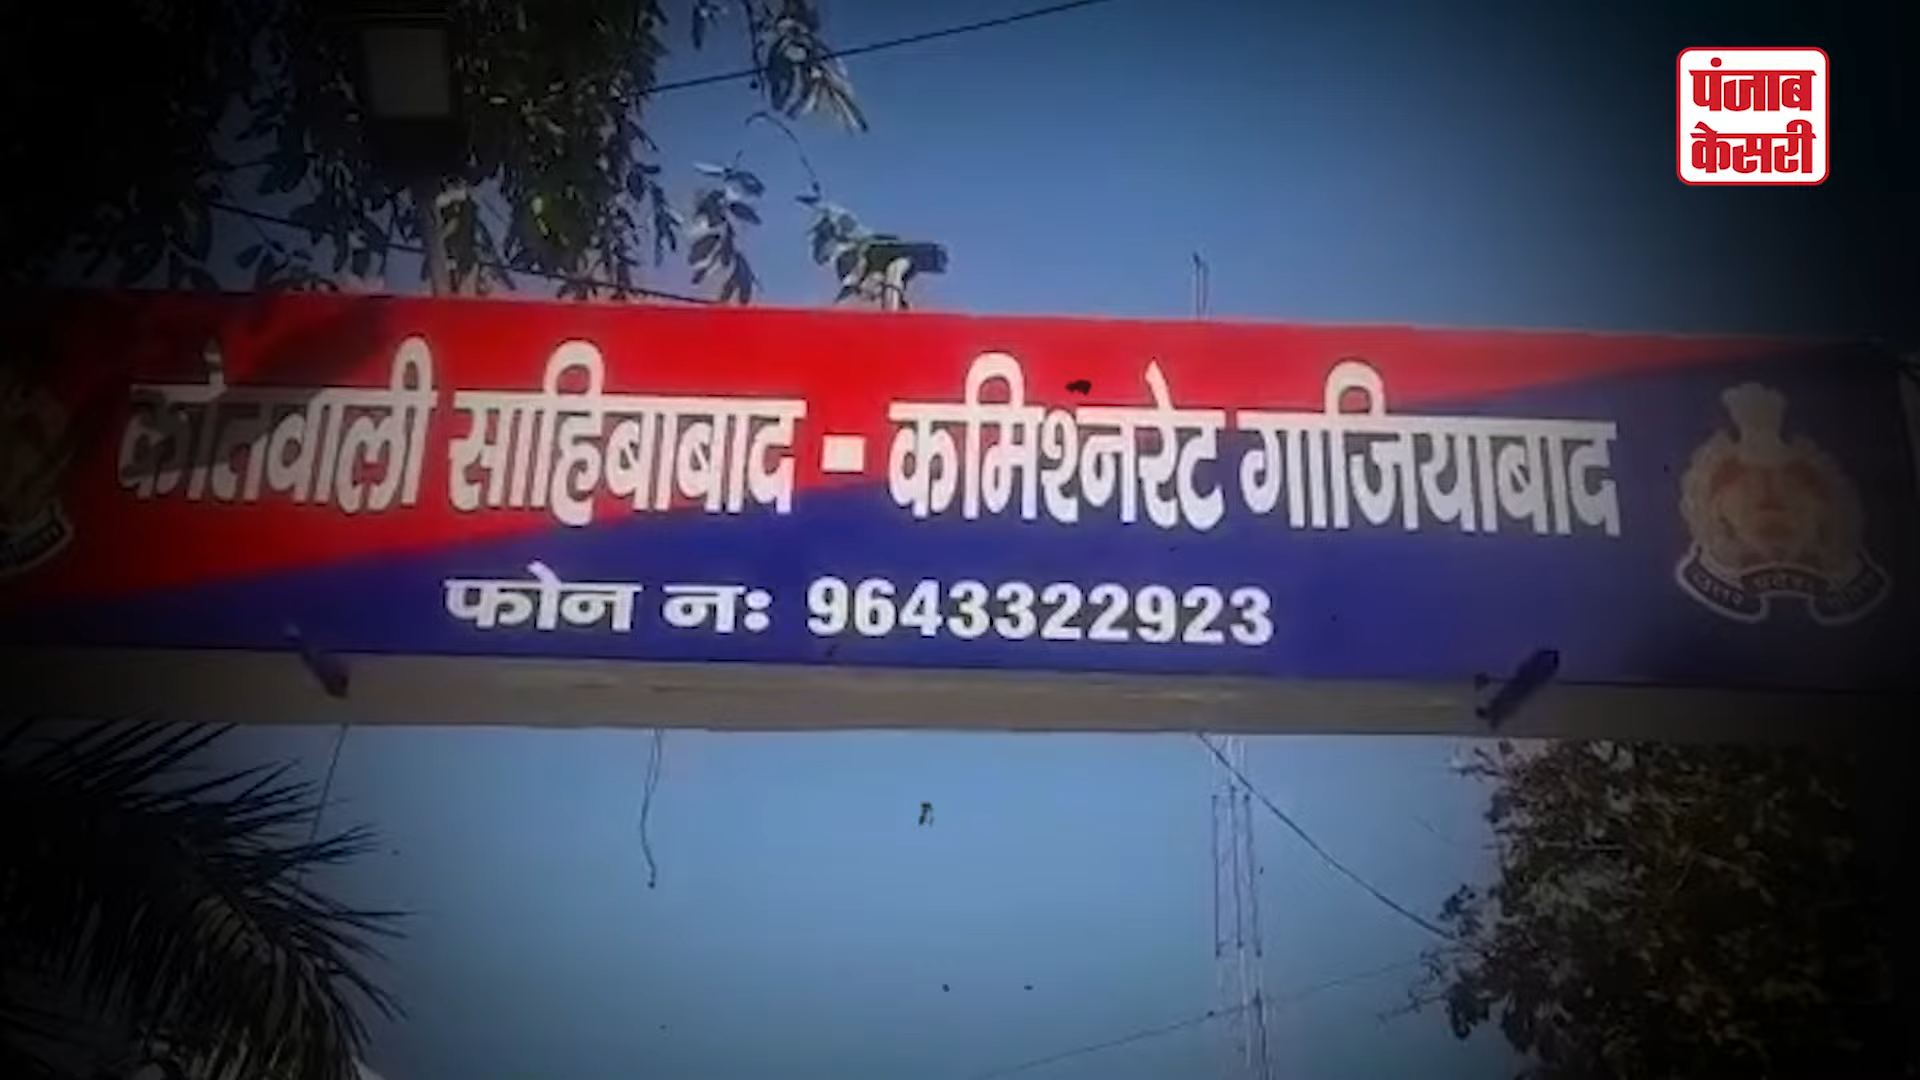 पंजाब
केसरी
कोतवाली साहिबाबाद - कमिश्नरेट गाजियाबाद
फोन नः 9643322923